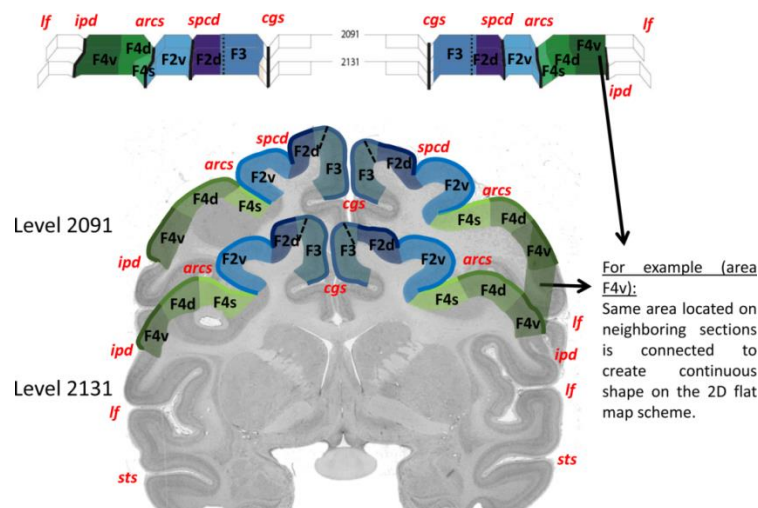 lf ipd arcs spcd cgs cgs spcd arcs lf
2091
2131
F4v F4d F4s F2v F2d F3 F3 F2d F2v F4s F4d F4v
ipd
spcd spcd
arcs arcs
F2v F2d F3 F3 F2d F2v
F4d F4s cgs F4s F4d
Level 2091
F4v F2d F3 F3 F2d F4v
ipd arcs F2v F2v arcs
cgs
F4d F4s F4s F4d
F4v F4v
ipd
lf
ipd
Level 2131
lf lf
sts sts
For example (area
F4v):
Same area located on
neighboring sections
is connected to
create continuous
shape on the 2D flat
map scheme.